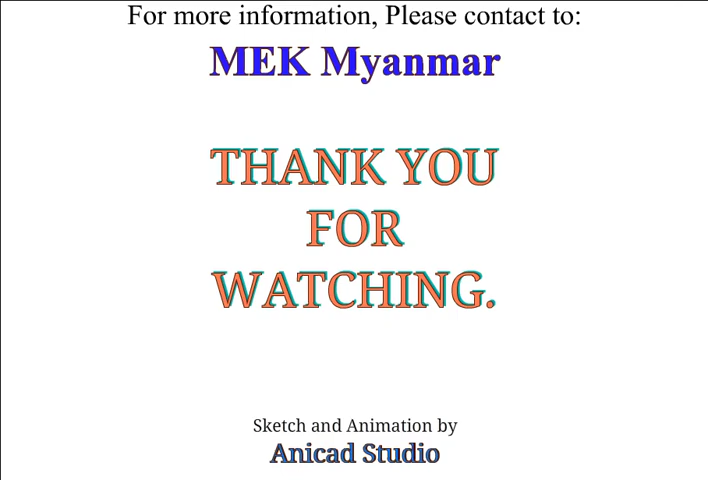 For more information, Please contact to:
MEK Myanmar
THANK YOU
FOR
WATCHING.
Sketch and Animation by
Anicad Studio